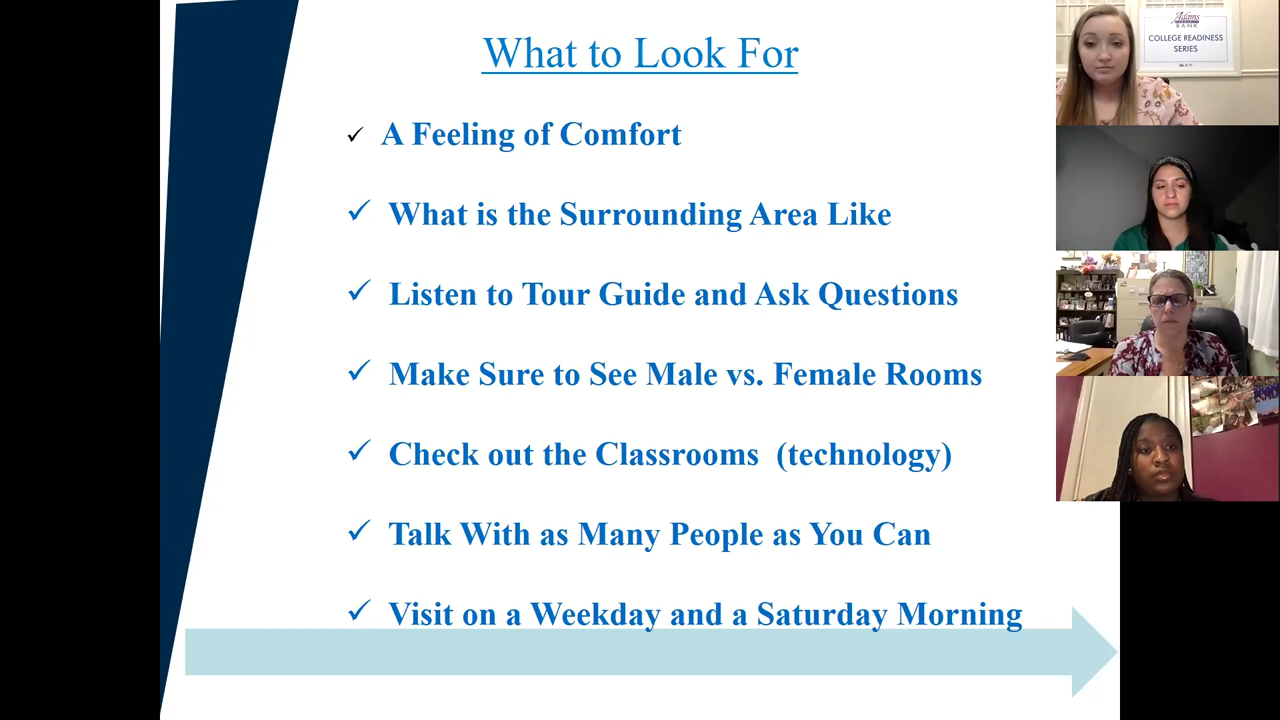 What to Look For
✓ A Feeling of Comfort
✓ What is the Surrounding Area Like
✓ Listen to Tour Guide and Ask Questions
✓ Make Sure to See Male vs. Female Rooms
✓ Check out the Classrooms (technology)
✓ Talk With as Many People as You Can
✓ Visit on a Weekday and a Saturday Morning
Adams
BANK
COLLEGE READINESS
SERIES